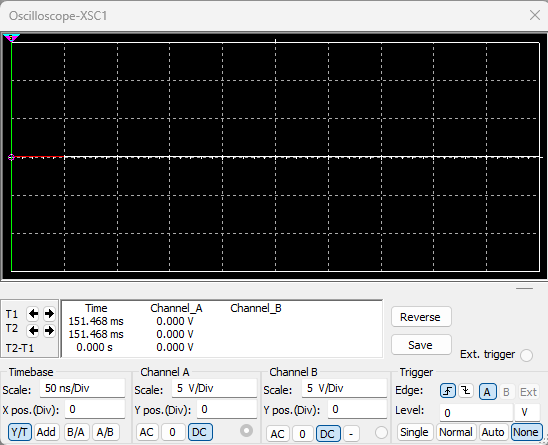 Oscilloscope-XSC1
Time Channel_A Channel_B
T1 151.468 ms 0.000 V
T2 151.468 ms 0.000 V
T2-T1 0.000 s 0.000 V
Reverse
Save
Ext. trigger
Timebase
Scale: 50 ns/Div
X pos.(Div): 0
Y/T Add B/A A/B
Channel A
Scale: 5 V/Div
Y pos.(Div): 0
AC 0 DC
Channel B
Scale: 5 V/Div
Y pos.(Div): 0
AC 0 DC -
Trigger
Edge: A B Ext
Level: 0 V
Single Normal Auto None